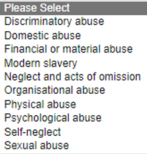 Please Select
Discriminatory abuse
Domestic abuse
Financial or material abuse
Modern slavery
Neglect and acts of omission
Organisational abuse
Physical abuse
Psychological abuse
Self-neglect
Sexual abuse